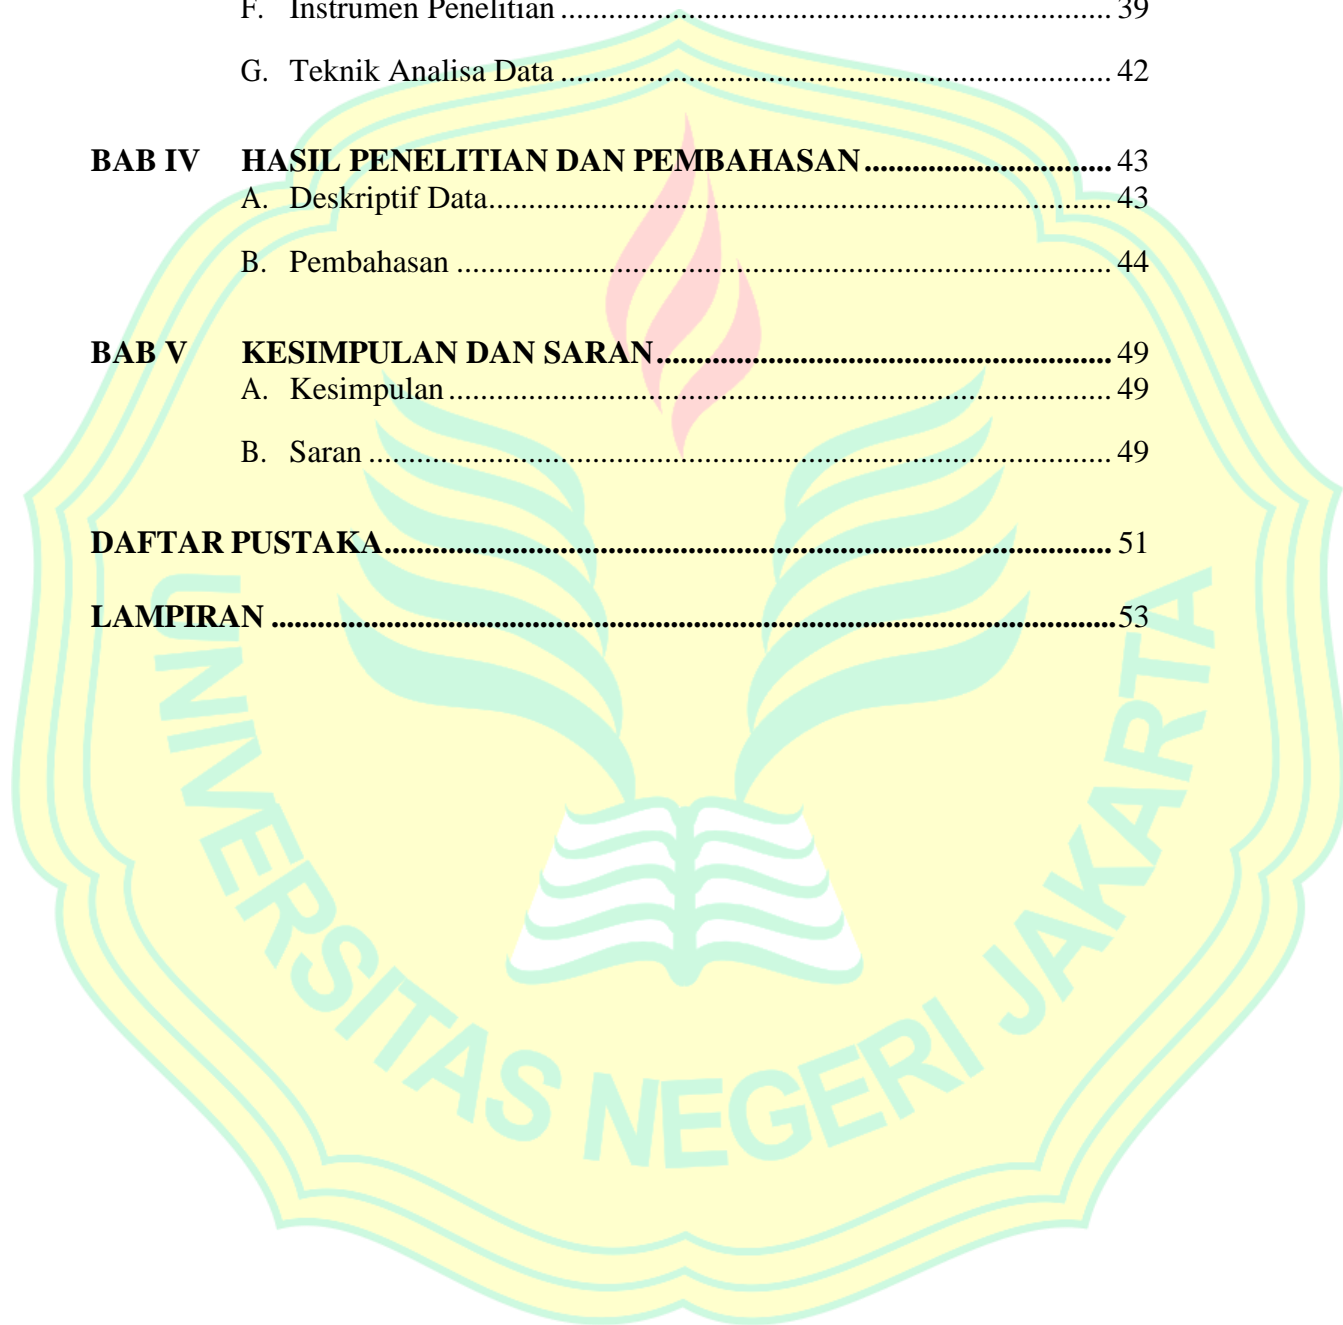 F. Instrumen Penelitian ..................................................................... 39
G. Teknik Analisa Data ..................................................................... 42
BAB IV HASIL PENELITIAN DAN PEMBAHASAN ................................ 43
A. Deskriptif Data .............................................................................. 43
B. Pembahasan .................................................................................. 44
BAB V KESIMPULAN DAN SARAN ......................................................... 49
A. Kesimpulan ................................................................................... 49
B. Saran ............................................................................................. 49
DAFTAR PUSTAKA ............................................................................................ 51
LAMPIRAN .......................................................................................................... 53
UNIVERSITAS NEGERI JAKARTA